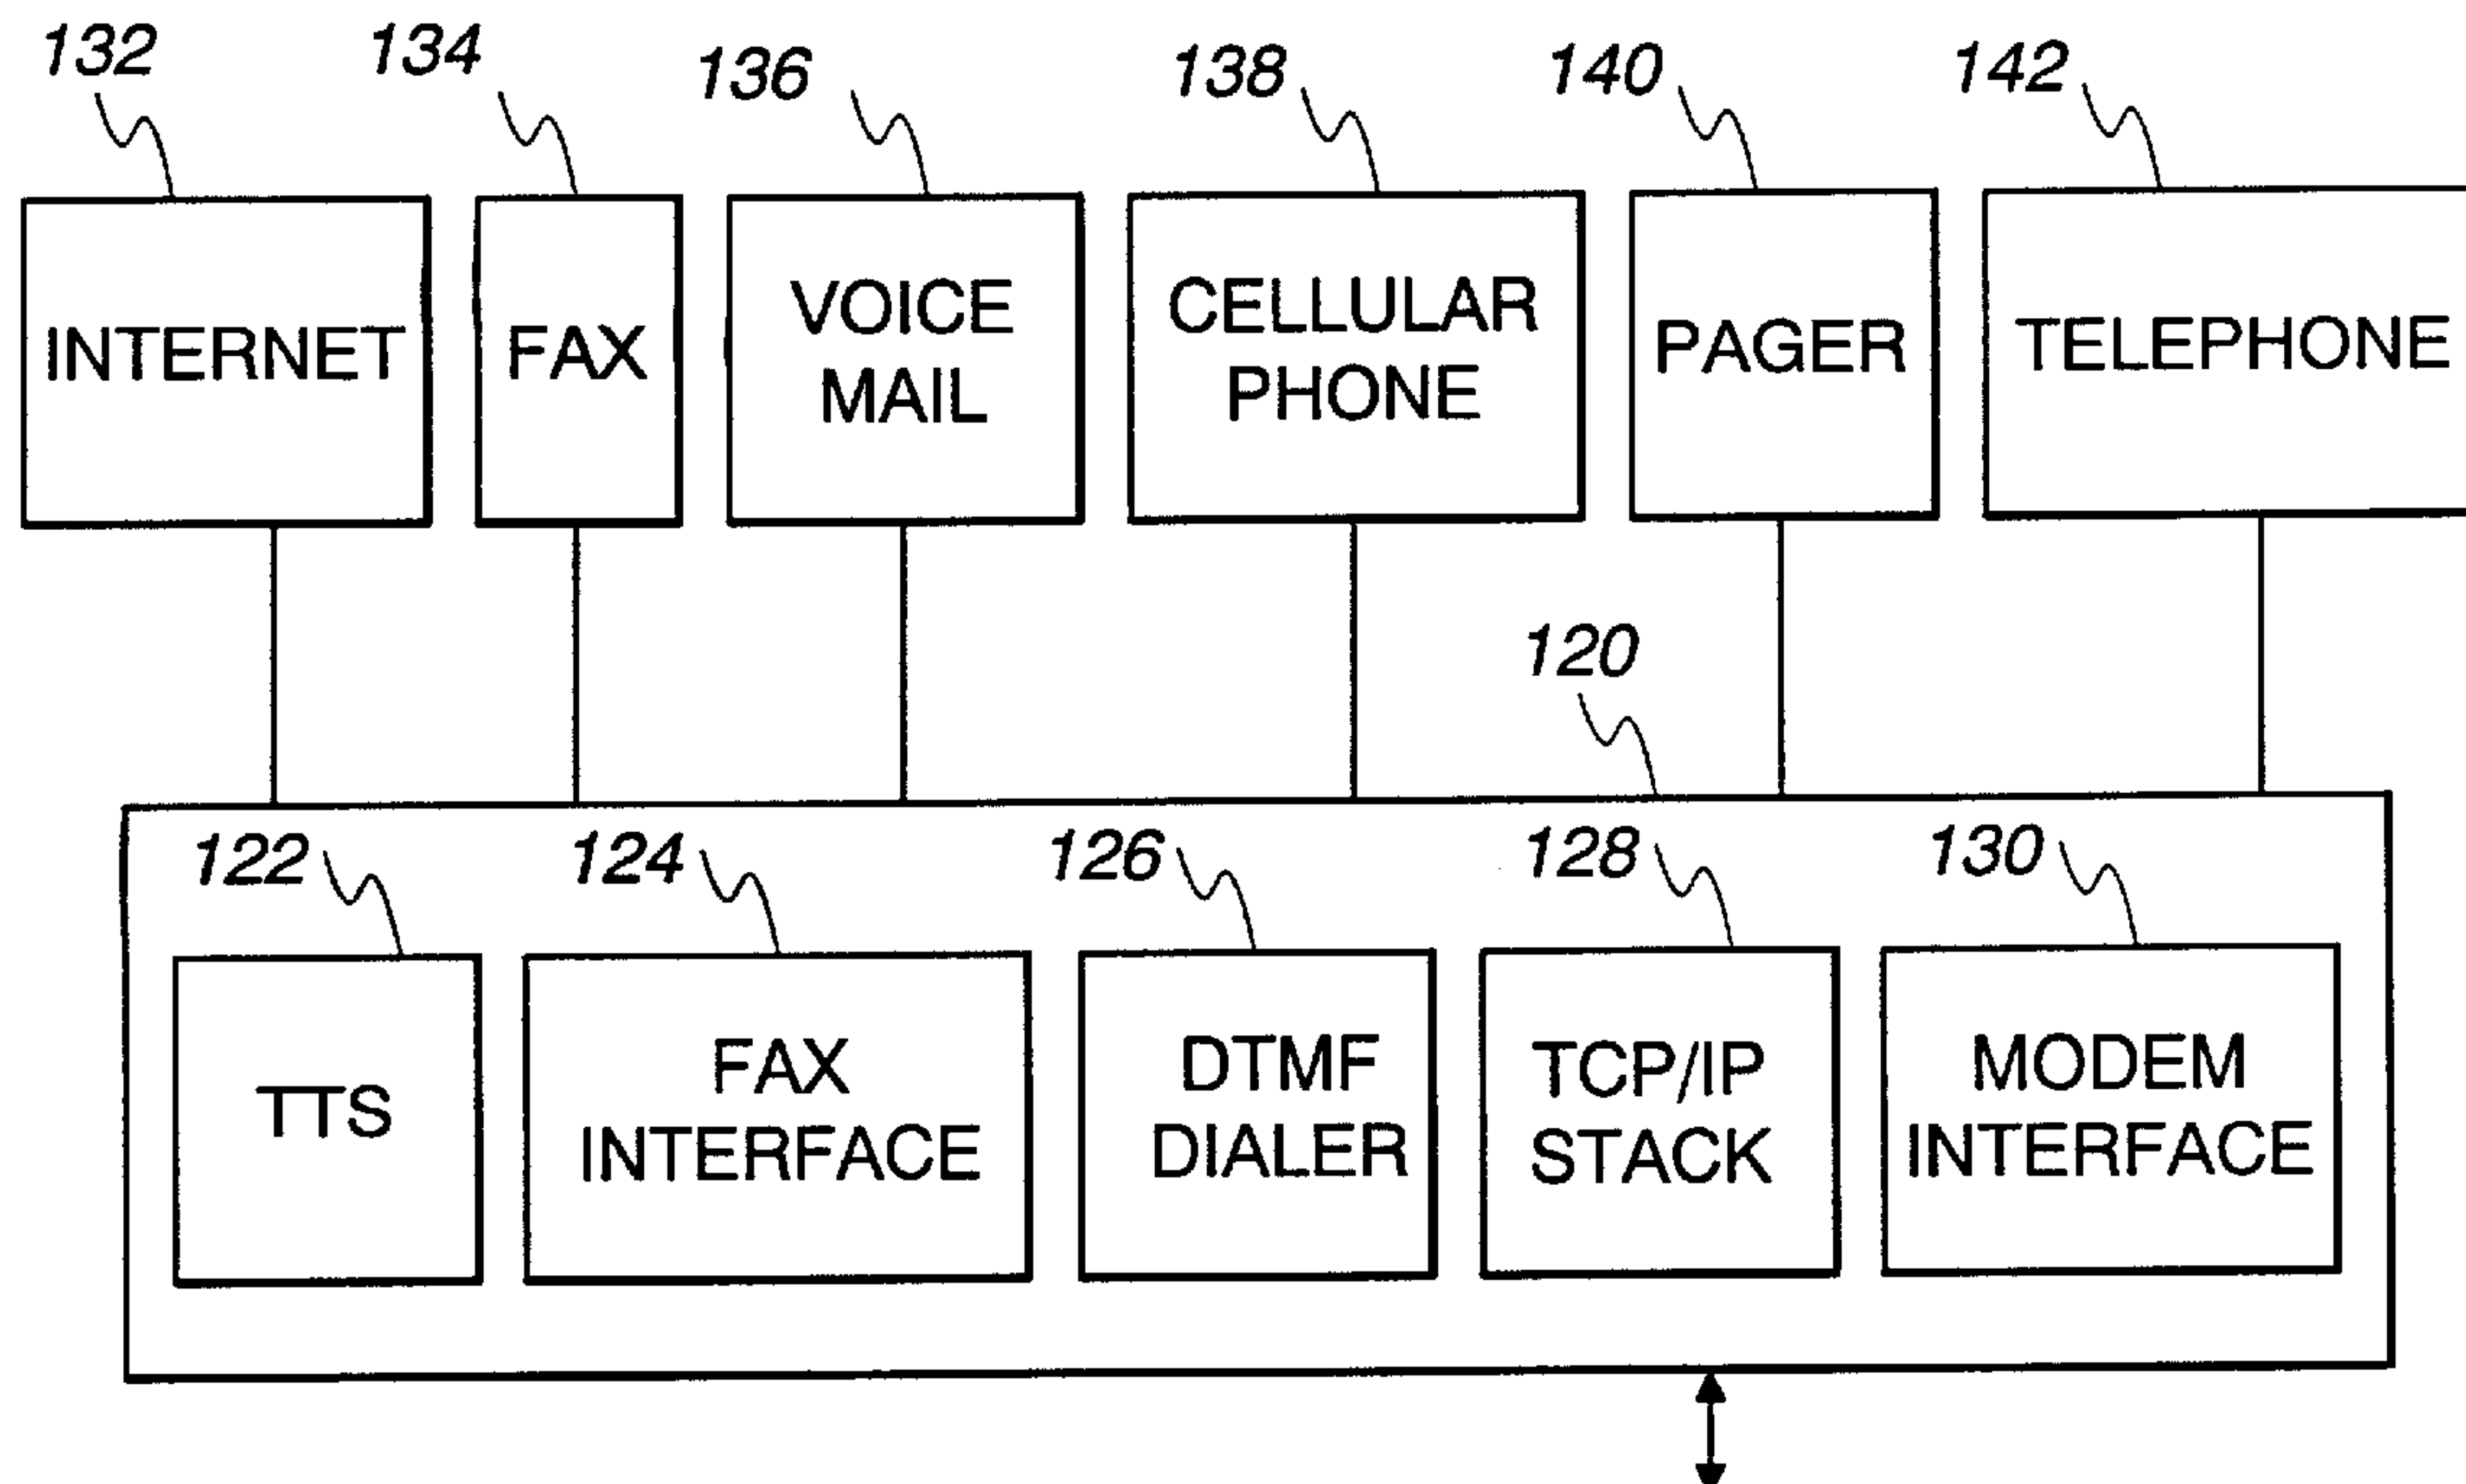 132 134 136 138 140 142
INTERNET FAX VOICE MAIL CELLULAR PHONE PAGER TELEPHONE
120
122 124 126 128 130
TTS FAX INTERFACE DTMF DIALER TCP/IP STACK MODEM INTERFACE